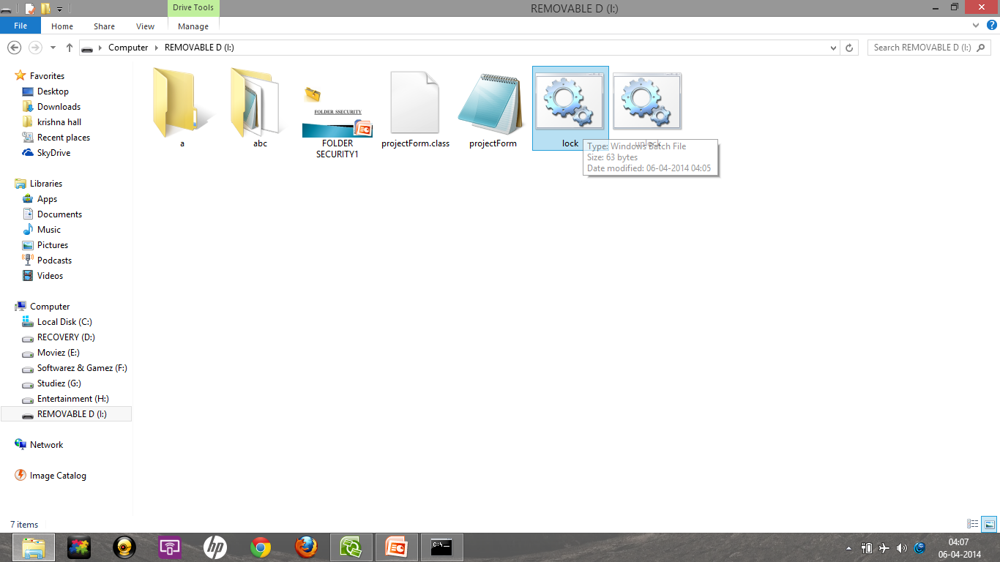 Drive Tools
REMOVABLE D (I:)
File
Home
Share
View
Manage
Computer
REMOVABLE D (I:)
Search REMOVABLE D (I:)
Favorites
Desktop
Downloads
krishna hall
Recent places
SkyDrive
Libraries
Apps
Documents
Music
Pictures
Podcasts
Videos
Computer
Local Disk (C:)
RECOVERY (D:)
Moviez (E:)
Softwarez & Gamez (F:)
Studiez (G:)
Entertainment (H:)
REMOVABLE D (I:)
Network
Image Catalog
a
abc
FOLDER SSECURITY
FOLDER
SECURITY1
projectForm.class
projectForm
lock
unlock
Type: Windows Batch File
Size: 63 bytes
Date modified: 06-04-2014 04:05
7 items
hp
C:\_
04:07
06-04-2014